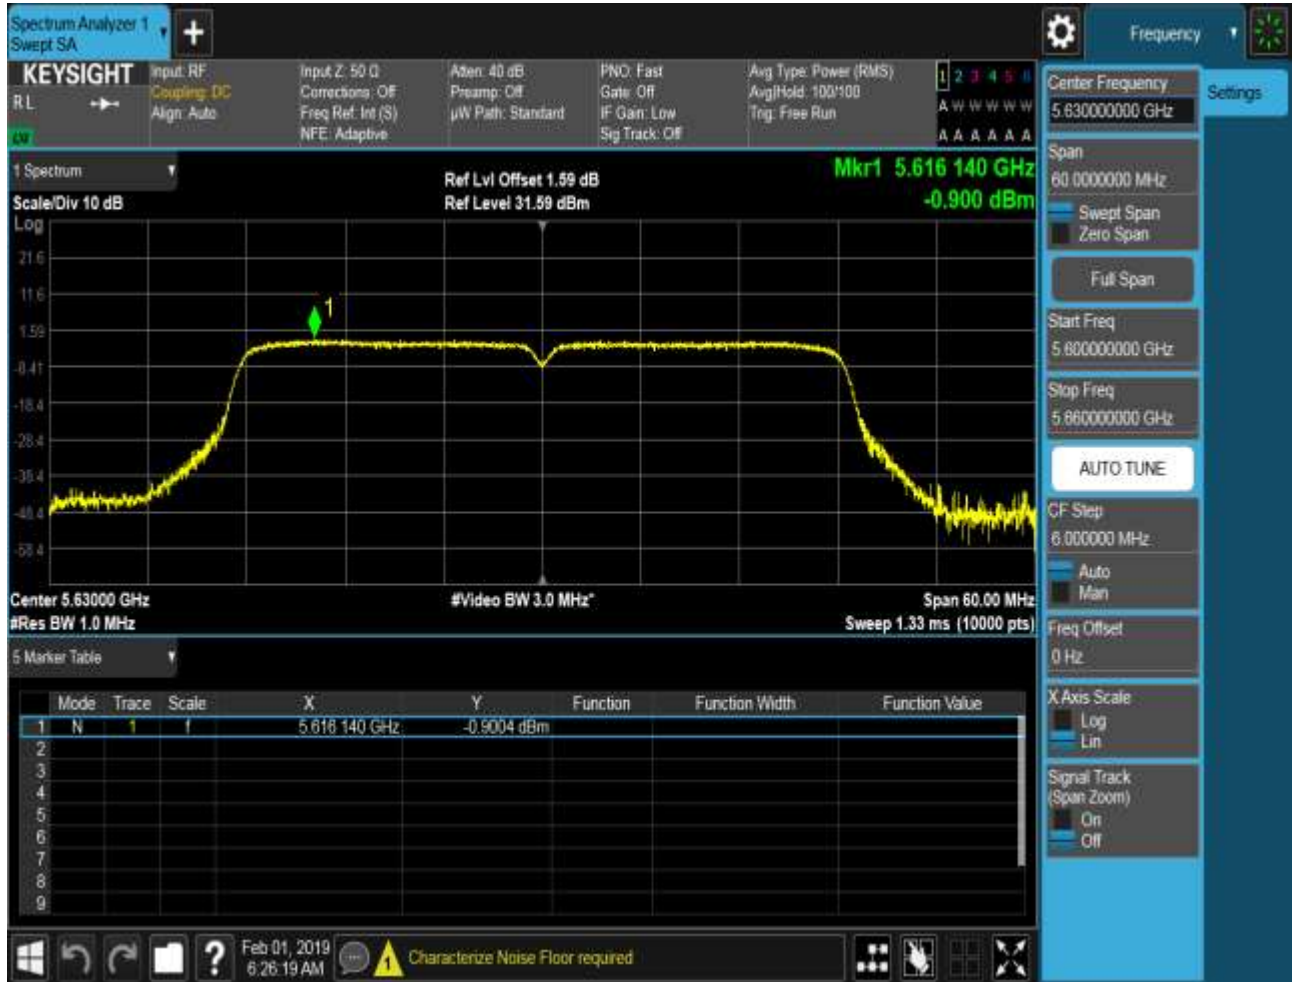 Spectrum Analyzer 1
Swept SA
+
Frequency
KEYSIGHT
RL
Input: RF
Coupling: DC
Align: Auto
Input Z: 50 Ω
Corrections: Off
Freq Ref: Int (S)
NFE: Adaptive
Atten: 40 dB
Preamp: Off
µW Path: Standard
PNO: Fast
Gate: Off
IF Gain: Low
Sig Track: Off
Avg Type: Power (RMS)
Avg|Hold: 100/100
Trig: Free Run
1 2 3 4 5 6
A W W W W W
A A A A A A
1 Spectrum
Scale/Div 10 dB
Ref Lvl Offset 1.59 dB
Ref Level 31.59 dBm
Mkr1 5.616 140 GHz
-0.900 dBm
Log
21.6
11.6
1.59
-8.41
-18.4
-28.4
-38.4
-48.4
-58.4
1
Center 5.63000 GHz
#Res BW 1.0 MHz
#Video BW 3.0 MHz*
Span 60.00 MHz
Sweep 1.33 ms (10000 pts)
5 Marker Table
Mode Trace Scale X Y Function Function Width Function Value
1 N 1 f 5.616 140 GHz -0.9004 dBm
2
3
4
5
6
7
8
9
?
Feb 01, 2019
6:26:19 AM
1
Characterize Noise Floor required
Center Frequency
5.630000000 GHz
Settings
Span
60.0000000 MHz
Swept Span
Zero Span
Full Span
Start Freq
5.600000000 GHz
Stop Freq
5.660000000 GHz
AUTO TUNE
CF Step
6.000000 MHz
Auto
Man
Freq Offset
0 Hz
X Axis Scale
Log
Lin
Signal Track
(Span Zoom)
On
Off